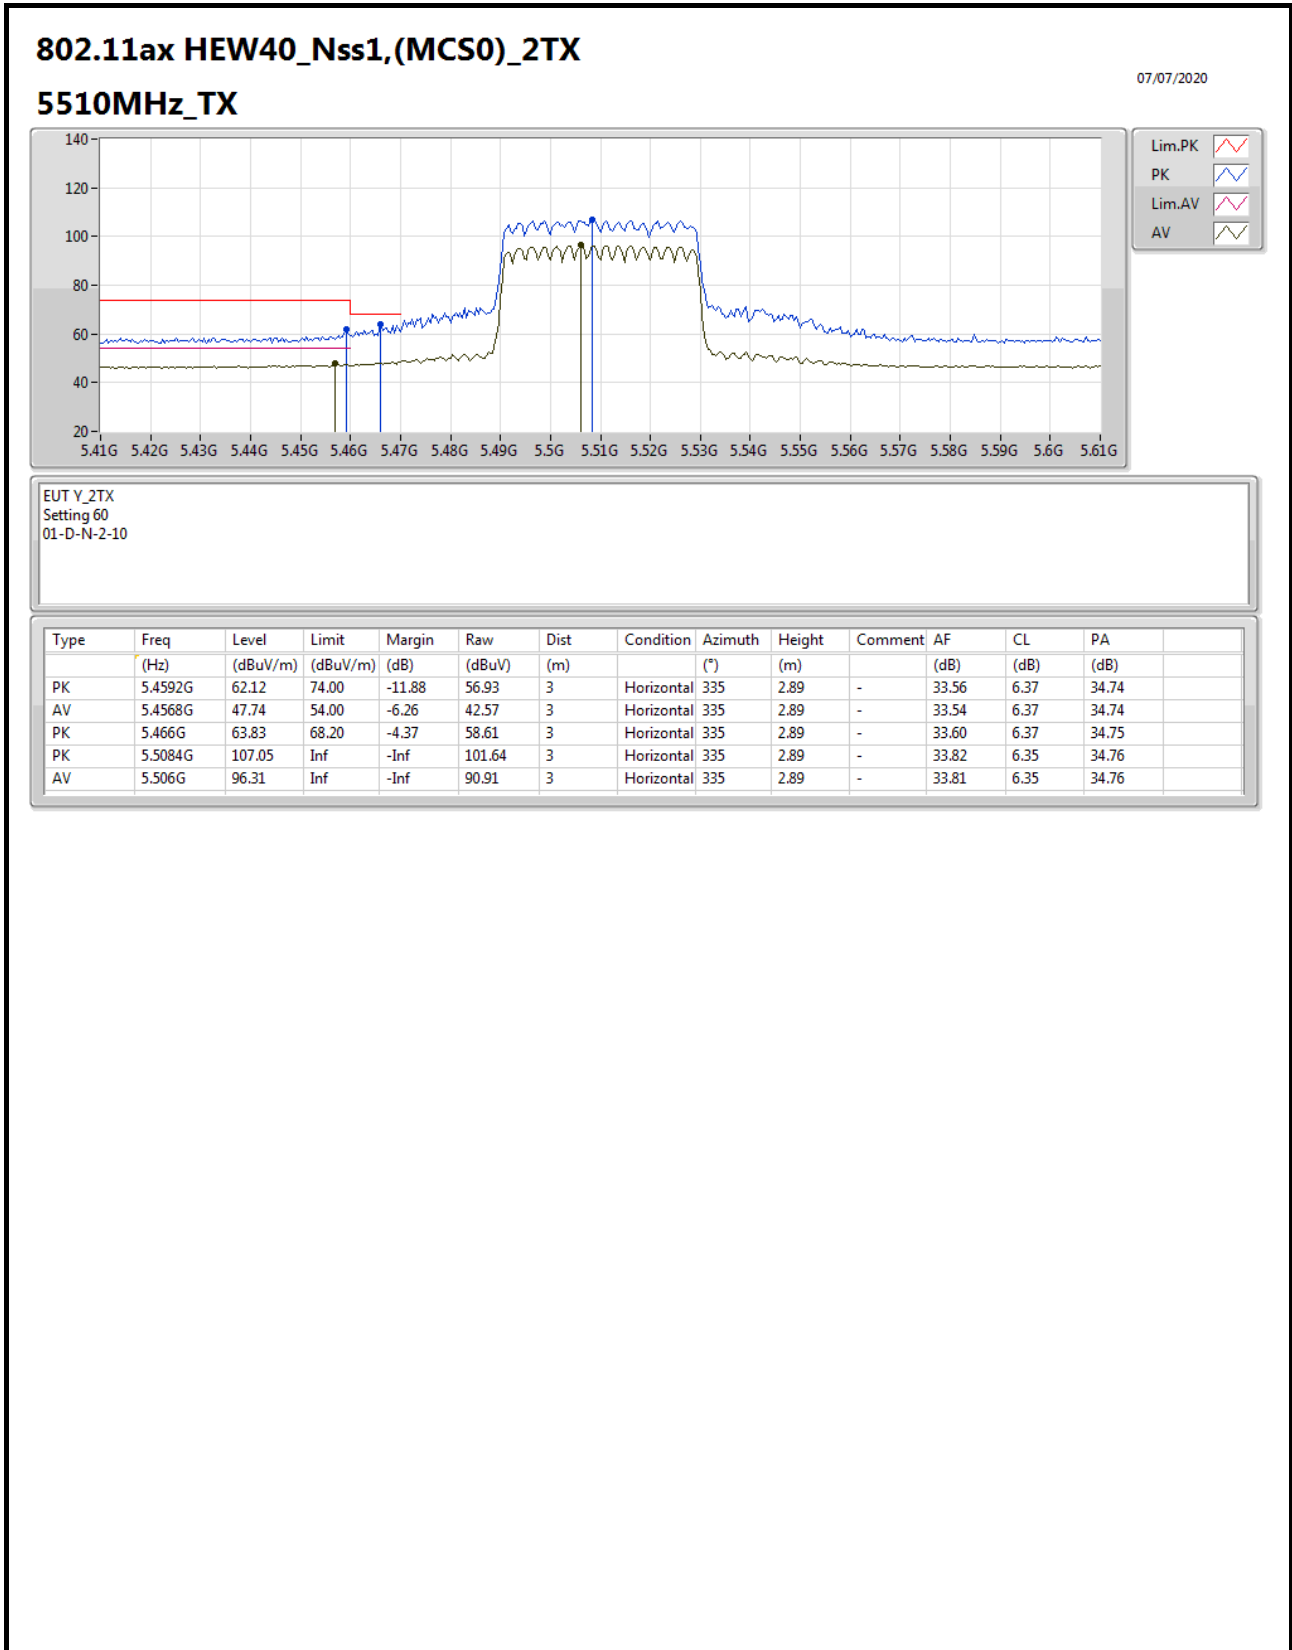 802.11ax HEW40_Nss1,(MCS0)_2TX
07/07/2020
5510MHz_TX
140
120
100
80
60
40
20
5.41G 5.42G 5.43G 5.44G 5.45G 5.46G 5.47G 5.48G 5.49G 5.5G 5.51G 5.52G 5.53G 5.54G 5.55G 5.56G 5.57G 5.58G 5.59G 5.6G 5.61G
Lim.PK
PK
Lim.AV
AV
EUT Y_2TX
Setting 60
01-D-N-2-10
Type Freq Level Limit Margin Raw Dist Condition Azimuth Height Comment AF CL PA
(Hz) (dBuV/m) (dBuV/m) (dB) (dBuV) (m) (°) (m) (dB) (dB) (dB)
PK 5.4592G 62.12 74.00 -11.88 56.93 3 Horizontal 335 2.89 - 33.56 6.37 34.74
AV 5.4568G 47.74 54.00 -6.26 42.57 3 Horizontal 335 2.89 - 33.54 6.37 34.74
PK 5.466G 63.83 68.20 -4.37 58.61 3 Horizontal 335 2.89 - 33.60 6.37 34.75
PK 5.5084G 107.05 Inf -Inf 101.64 3 Horizontal 335 2.89 - 33.82 6.35 34.76
AV 5.506G 96.31 Inf -Inf 90.91 3 Horizontal 335 2.89 - 33.81 6.35 34.76